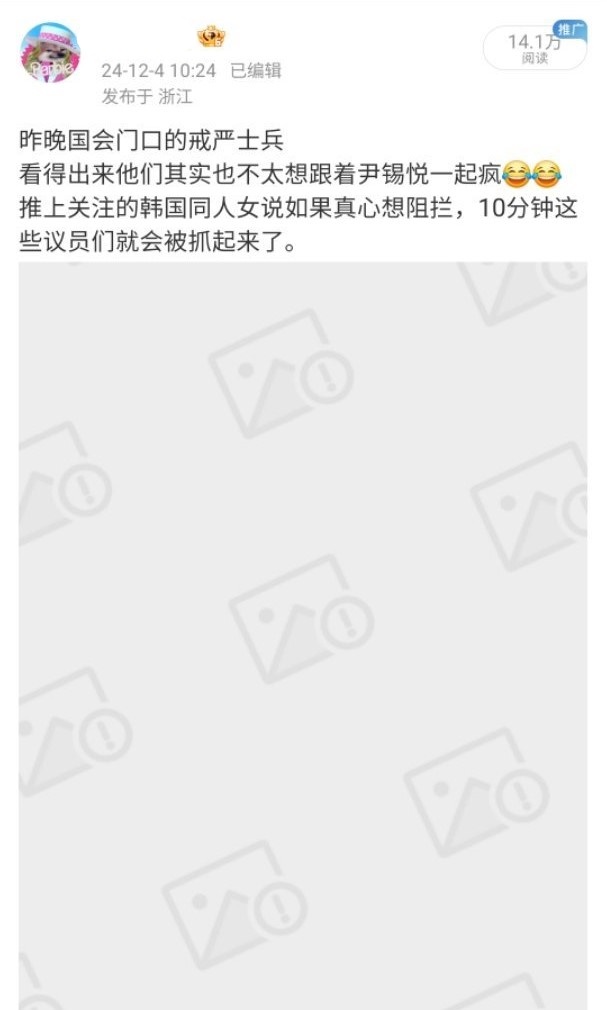 推广
14.1万
阅读
24-12-4 10:24 已编辑
发布于 浙江
昨晚国会门口的戒严士兵
看得出来他们其实也不太想跟着尹锡悦一起疯😂😂
推上关注的韩国同人女说如果真心想阻拦，10分钟这
些议员们就会被抓起来了。